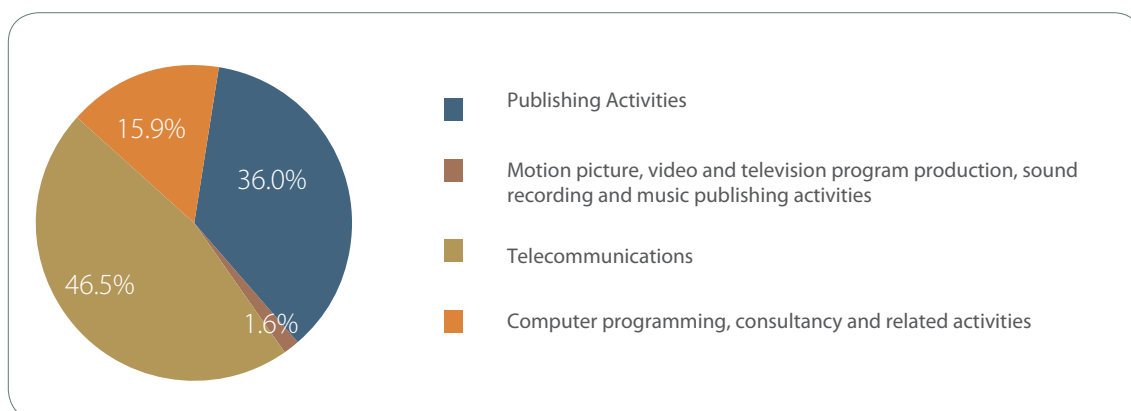 15.9%
36.0%
46.5%
1.6%
Publishing Activities
Motion picture, video and television program production, sound
recording and music publishing activities
Telecommunications
Computer programming, consultancy and related activities